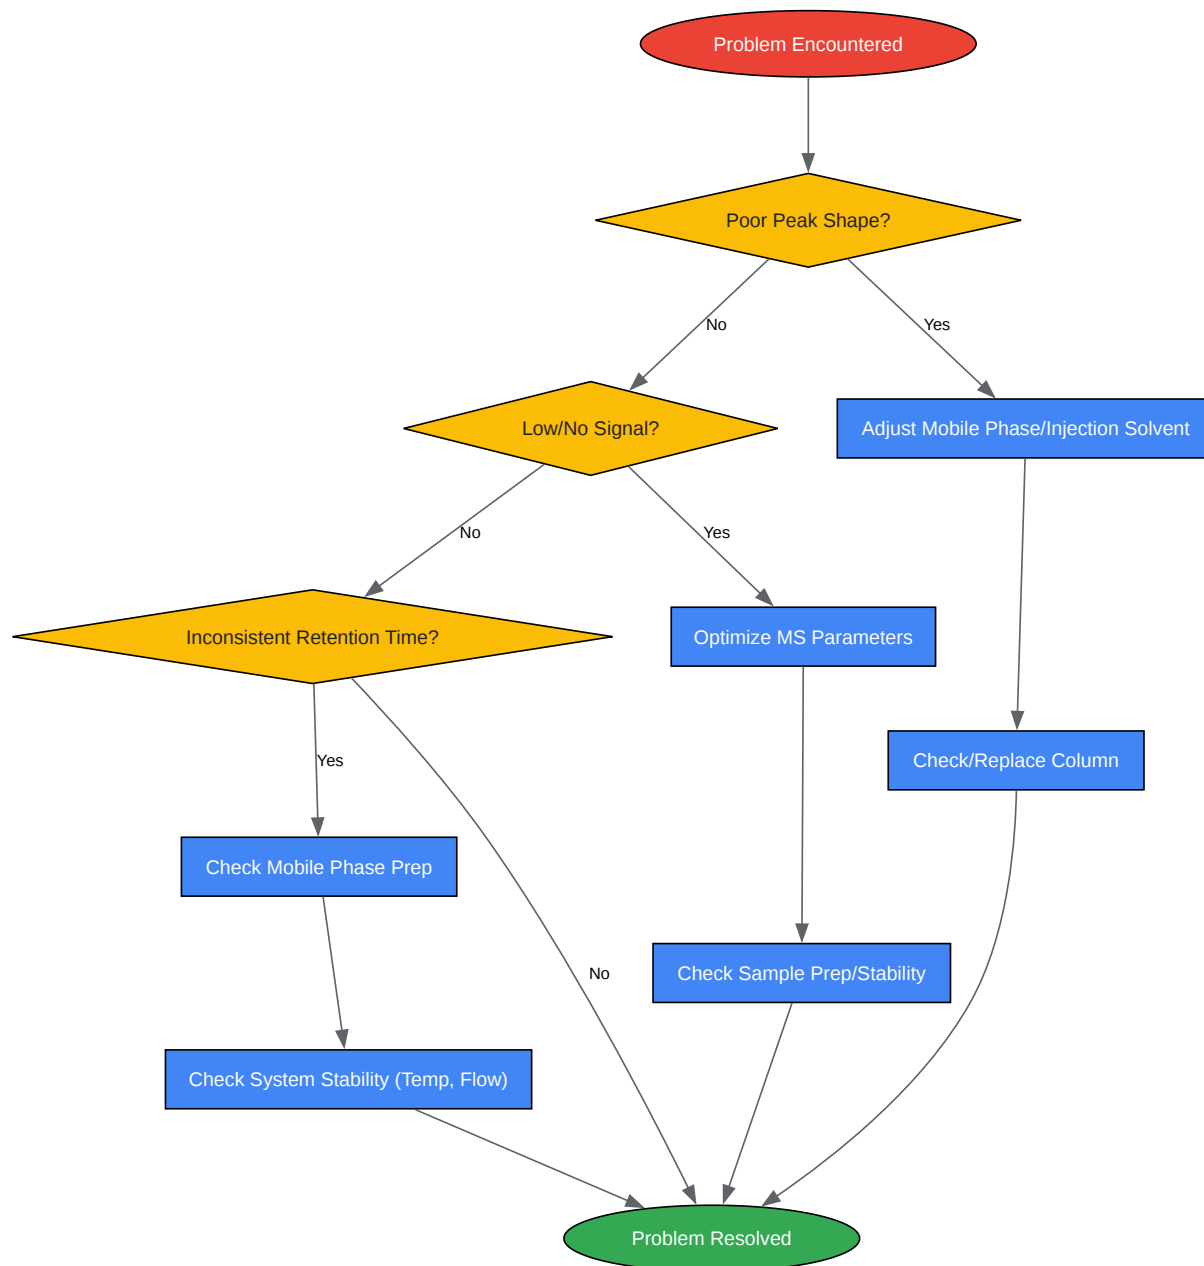 Problem Encountered
Poor Peak Shape?
No
Yes
Low/No Signal?
Adjust Mobile Phase/Injection Solvent
No
Yes
Inconsistent Retention Time?
Optimize MS Parameters
Yes
Check/Replace Column
Check Mobile Phase Prep
No
Check Sample Prep/Stability
Check System Stability (Temp, Flow)
Problem Resolved